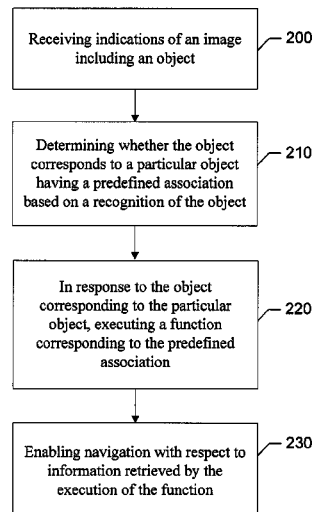 Receiving indications of an image
including an object
200
Determining whether the object
corresponds to a particular object
having a predefined association
based on a recognition of the object
210
In response to the object
corresponding to the particular
object, executing a function
corresponding to the predefined
association
220
Enabling navigation with respect to
information retrieved by the
execution of the function
230